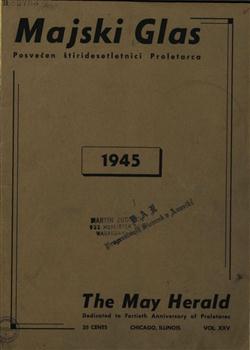 Majski Glas
Posvečen štiridesetletnici Proletarca
1945
The May Herald
Dedicated to Fortieth Anniversary of Proletarec
25 CENTS CHICAGO, ILLINOIS VOL. XXV